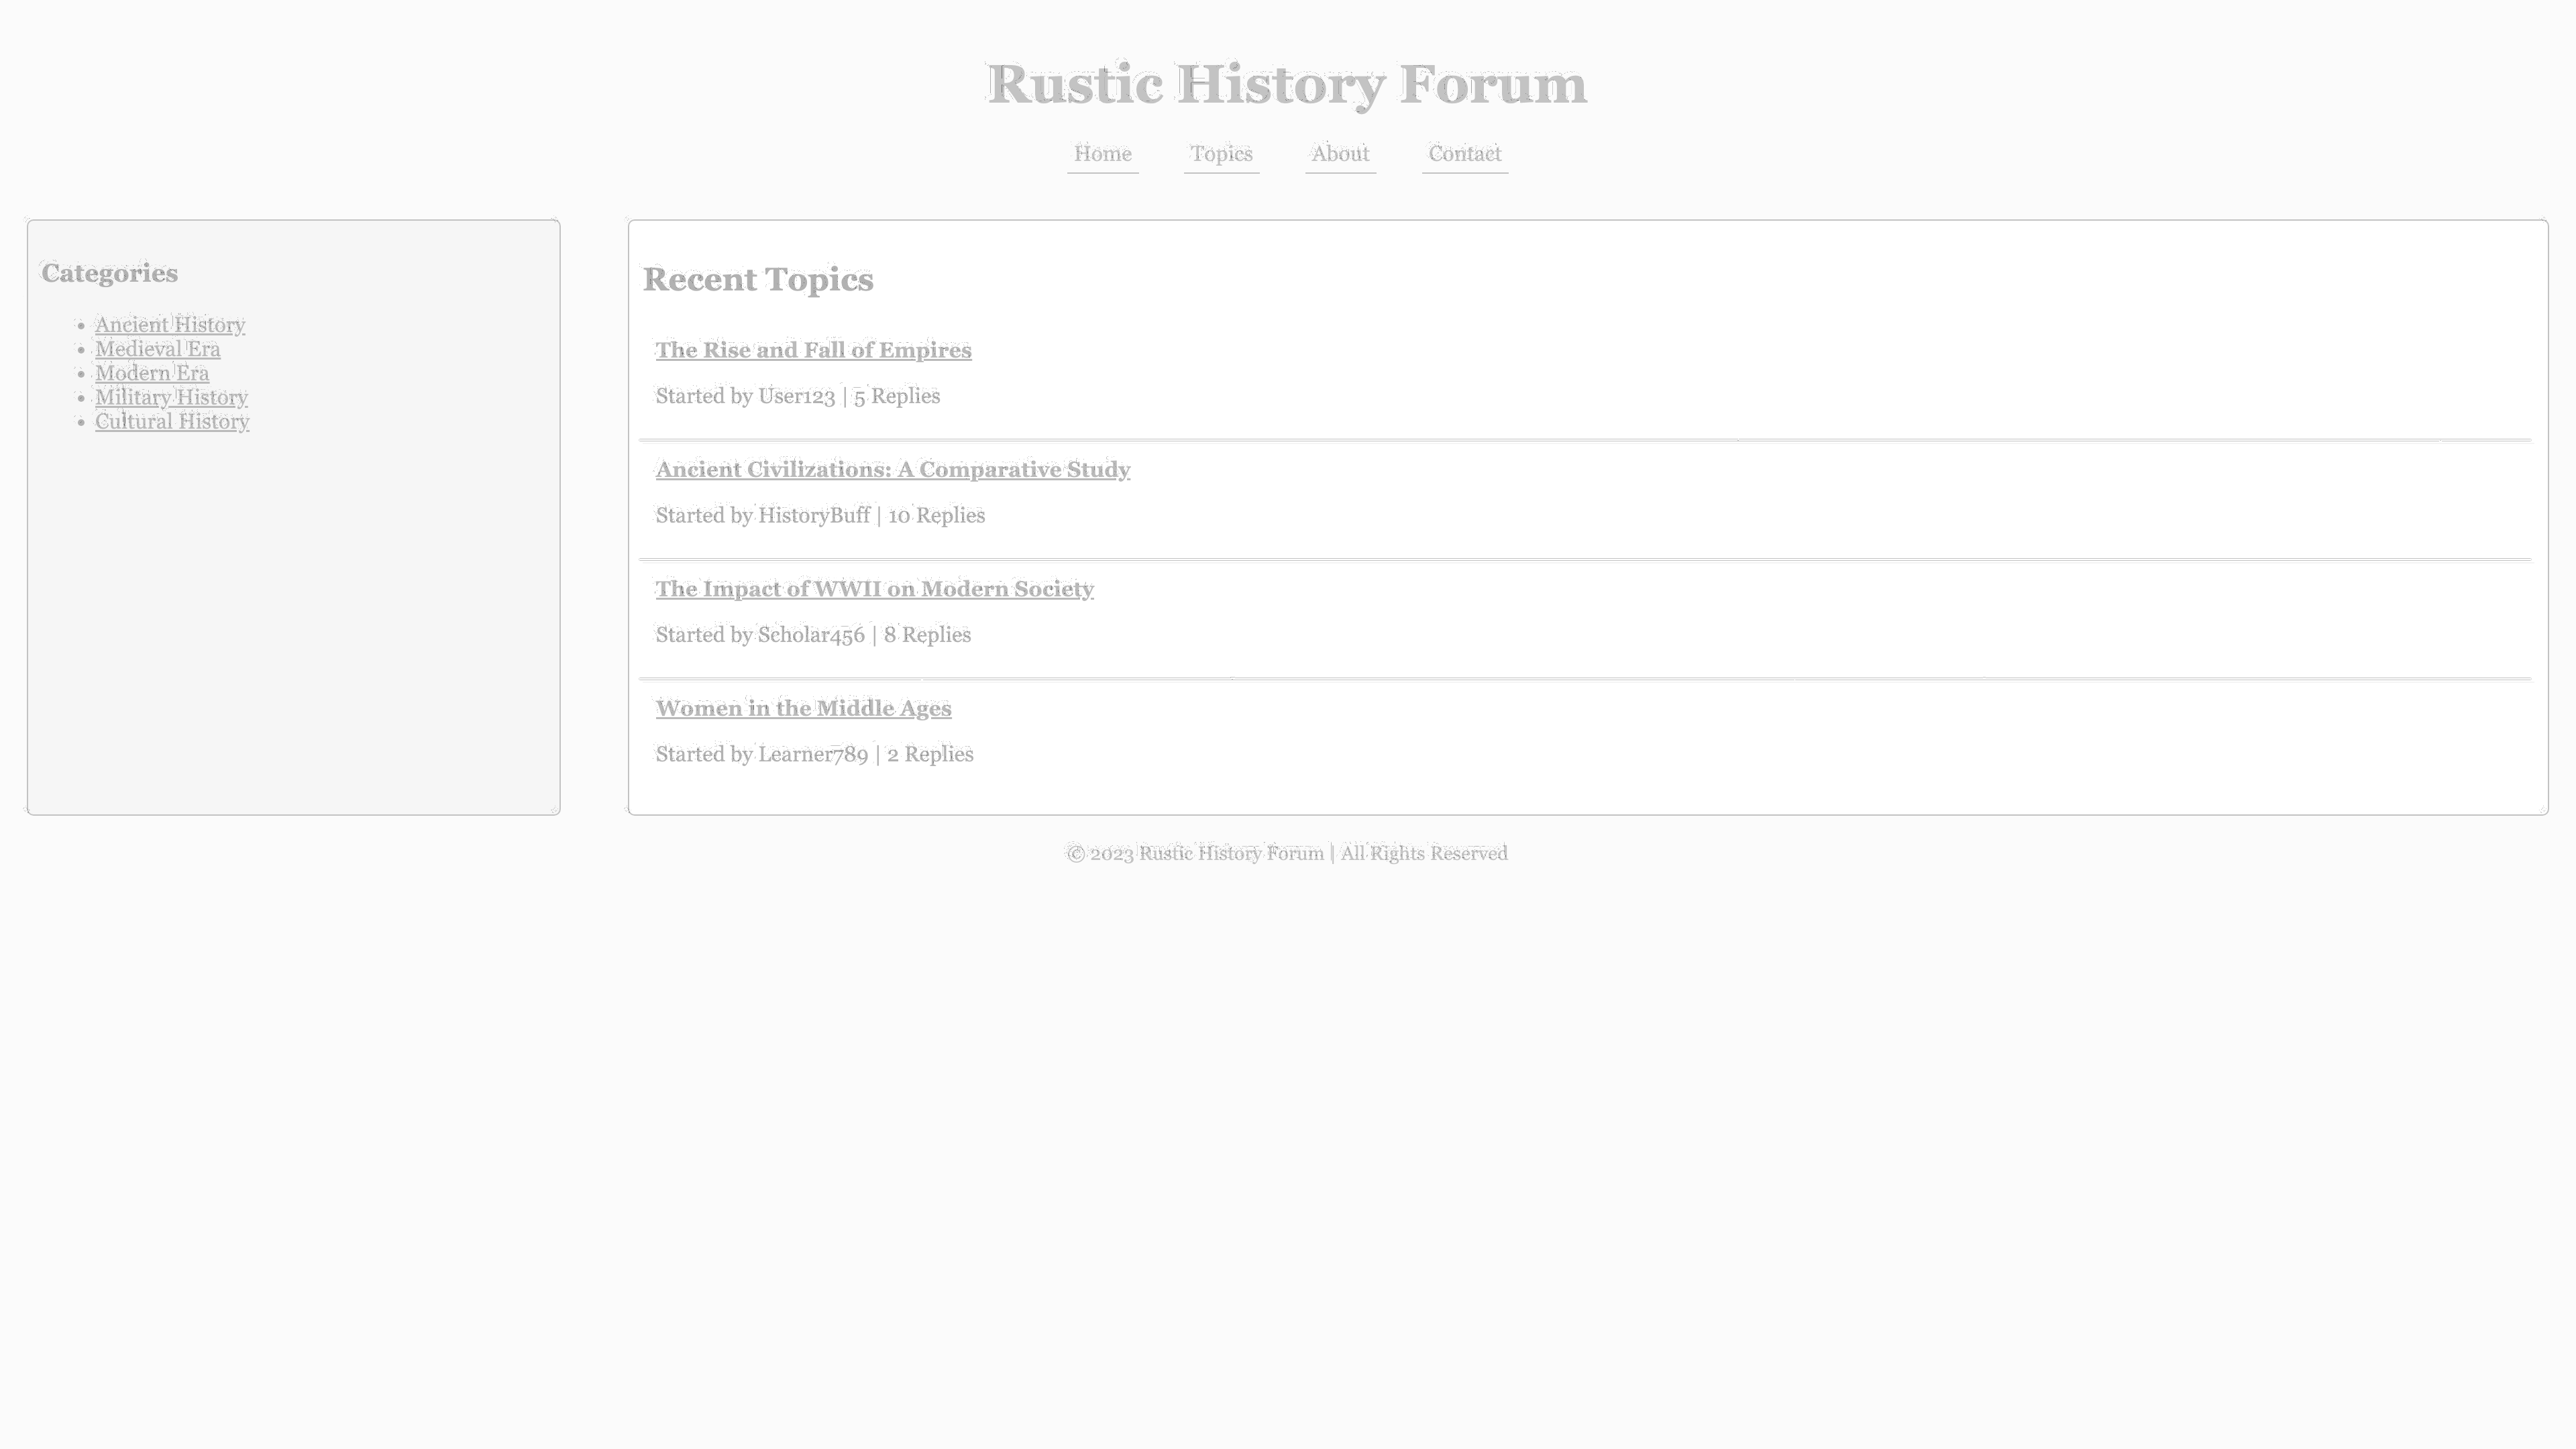 Rustic History Forum
Home Topics About Contact
Categories
Ancient History
Medieval Era
Modern Era
Military History
Cultural History
Recent Topics
The Rise and Fall of Empires
Started by User123 | 5 Replies
Ancient Civilizations: A Comparative Study
Started by HistoryBuff | 10 Replies
The Impact of WWII on Modern Society
Started by Scholar456 | 8 Replies
Women in the Middle Ages
Started by Learner789 | 2 Replies
© 2023 Rustic History Forum | All Rights Reserved